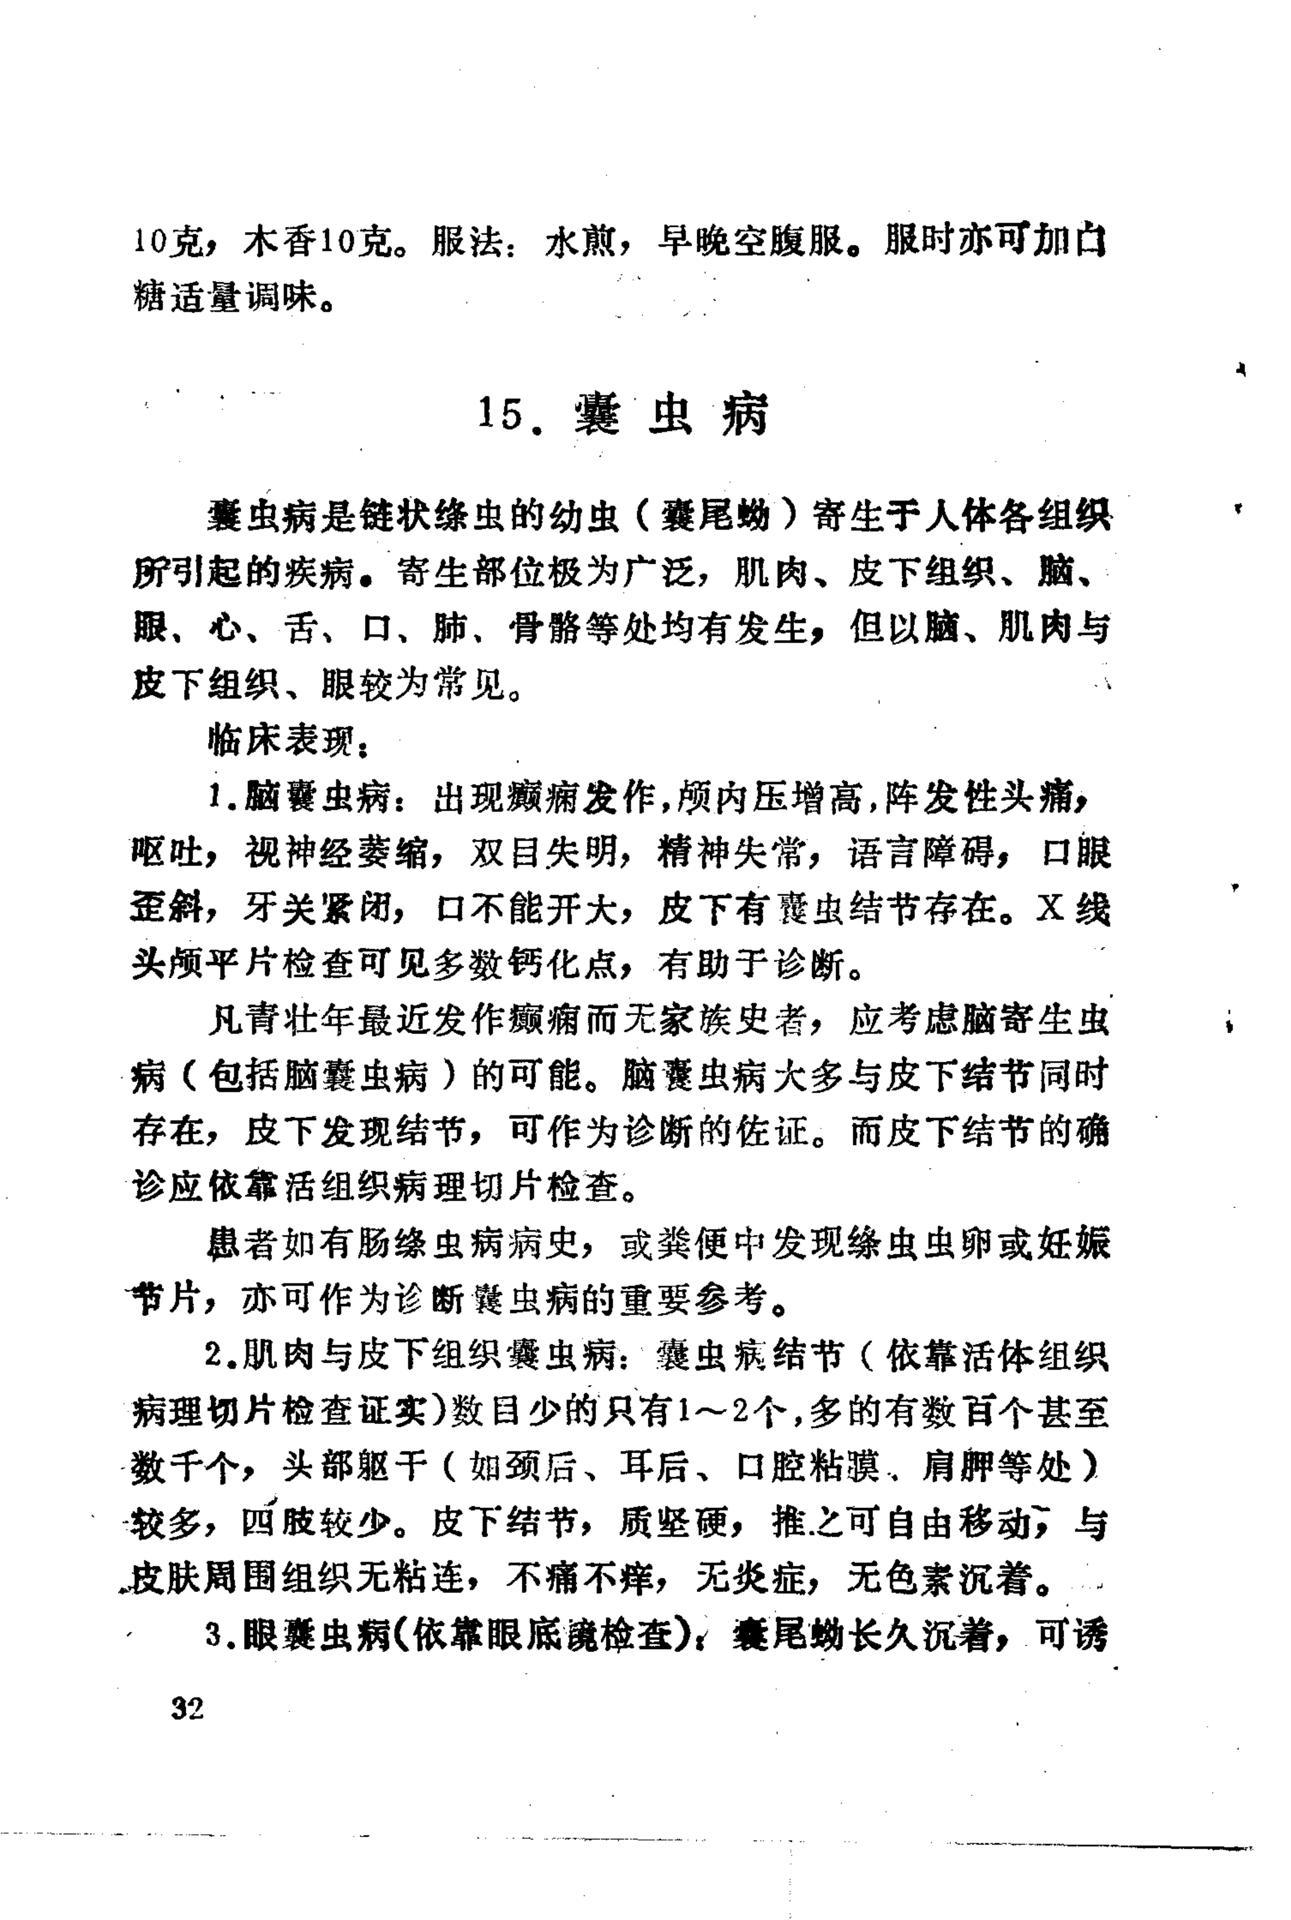 10克，木香10克。服法：水煎，早晚空腹服。服时亦可加白
糖适量调味。
15．囊虫病
囊虫病是链状绦虫的幼虫（囊尾蚴）寄生于人体各组织
所引起的疾病。寄生部位极为广泛，肌肉、皮下组织、脑、
眼、心、舌、口、肺、骨骼等处均有发生，但以脑、肌肉与
皮下组织、眼较为常见。
临床表现：
1.脑囊虫病：出现癫痫发作，颅内压增高，阵发性头痛，
呕吐，视神经萎缩，双目失明，精神失常，语言障碍，口眼
歪斜，牙关紧闭，口不能开大，皮下有囊虫结节存在。X线
头颅平片检查可见多数钙化点，有助于诊断。
凡青壮年最近发作癫痫而无家族史者，应考虑脑寄生虫
病（包括脑囊虫病）的可能。脑囊虫病大多与皮下结节同时
存在，皮下发现结节，可作为诊断的佐证。而皮下结节的确
诊应依靠活组织病理切片检查。
患者如有肠绦虫病病史，或粪便中发现绦虫虫卵或妊娠
节片，亦可作为诊断囊虫病的重要参考。
2.肌肉与皮下组织囊虫病：囊虫病结节（依靠活体组织
病理切片检查证实)数目少的只有1～2个，多的有数百个甚至
数千个，头部躯干（如颈后、耳后、口腔粘膜、肩胛等处）
较多，四肢较少。皮下结节，质坚硬，推之可自由移动，与
皮肤周围组织无粘连，不痛不痒，无炎症，无色素沉着。
3.眼囊虫病(依靠眼底镜检查)：囊尾蚴长久沉着，可诱
32